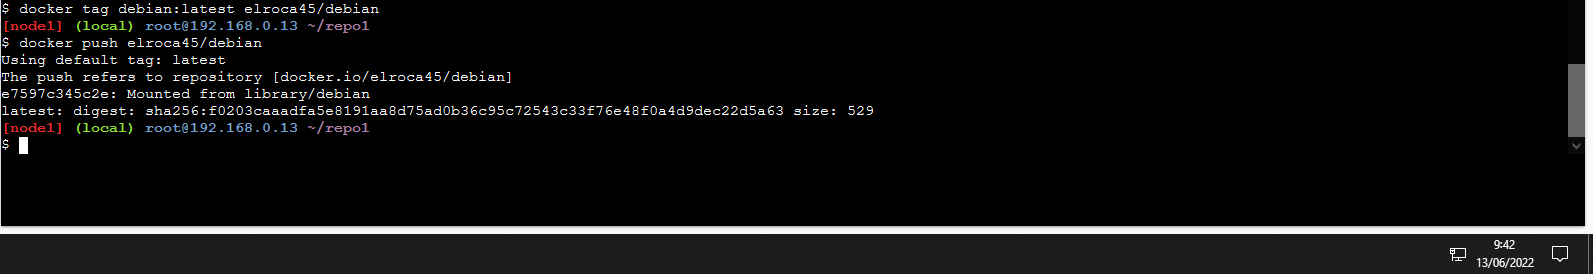 $ docker tag debian:latest elroca45/debian
[node1] (local) root@192.168.0.13 ~/repo1
$ docker push elroca45/debian
Using default tag: latest
The push refers to repository [docker.io/elroca45/debian]
e7597c345c2e: Mounted from library/debian
latest: digest: sha256:f0203caaadfa5e8191aa8d75ad0b36c95c72543c33f76e48f0a4d9dec22d5a63 size: 529
[node1] (local) root@192.168.0.13 ~/repo1
$
9:42
13/06/2022